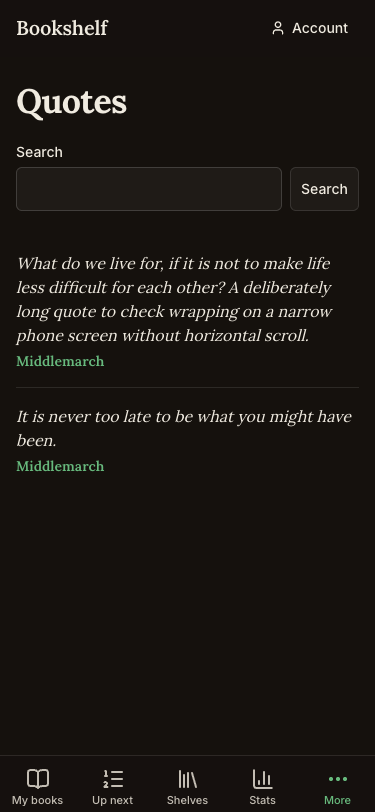 Bookshelf
Account
Quotes
Search
Search
What do we live for, if it is not to make life
less difficult for each other? A deliberately
long quote to check wrapping on a narrow
phone screen without horizontal scroll.
Middlemarch
It is never too late to be what you might have
been.
Middlemarch
My books
Up next
Shelves
Stats
More